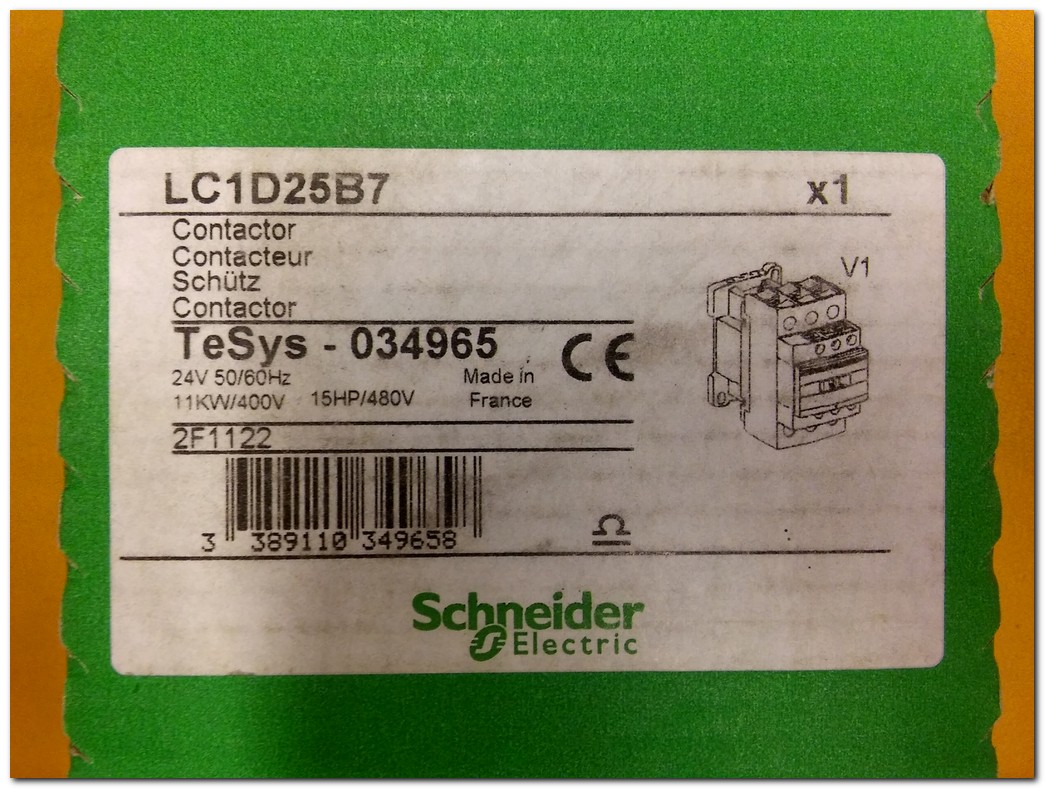 LC1D25B7 x1
Contactor
Contacteur
Schütz
Contactor
V1
TeSys - 034965
CE
24V 50/60Hz Made in
11KW/400V 15HP/480V France
2F1122
3 389110 349658
Schneider
Electric